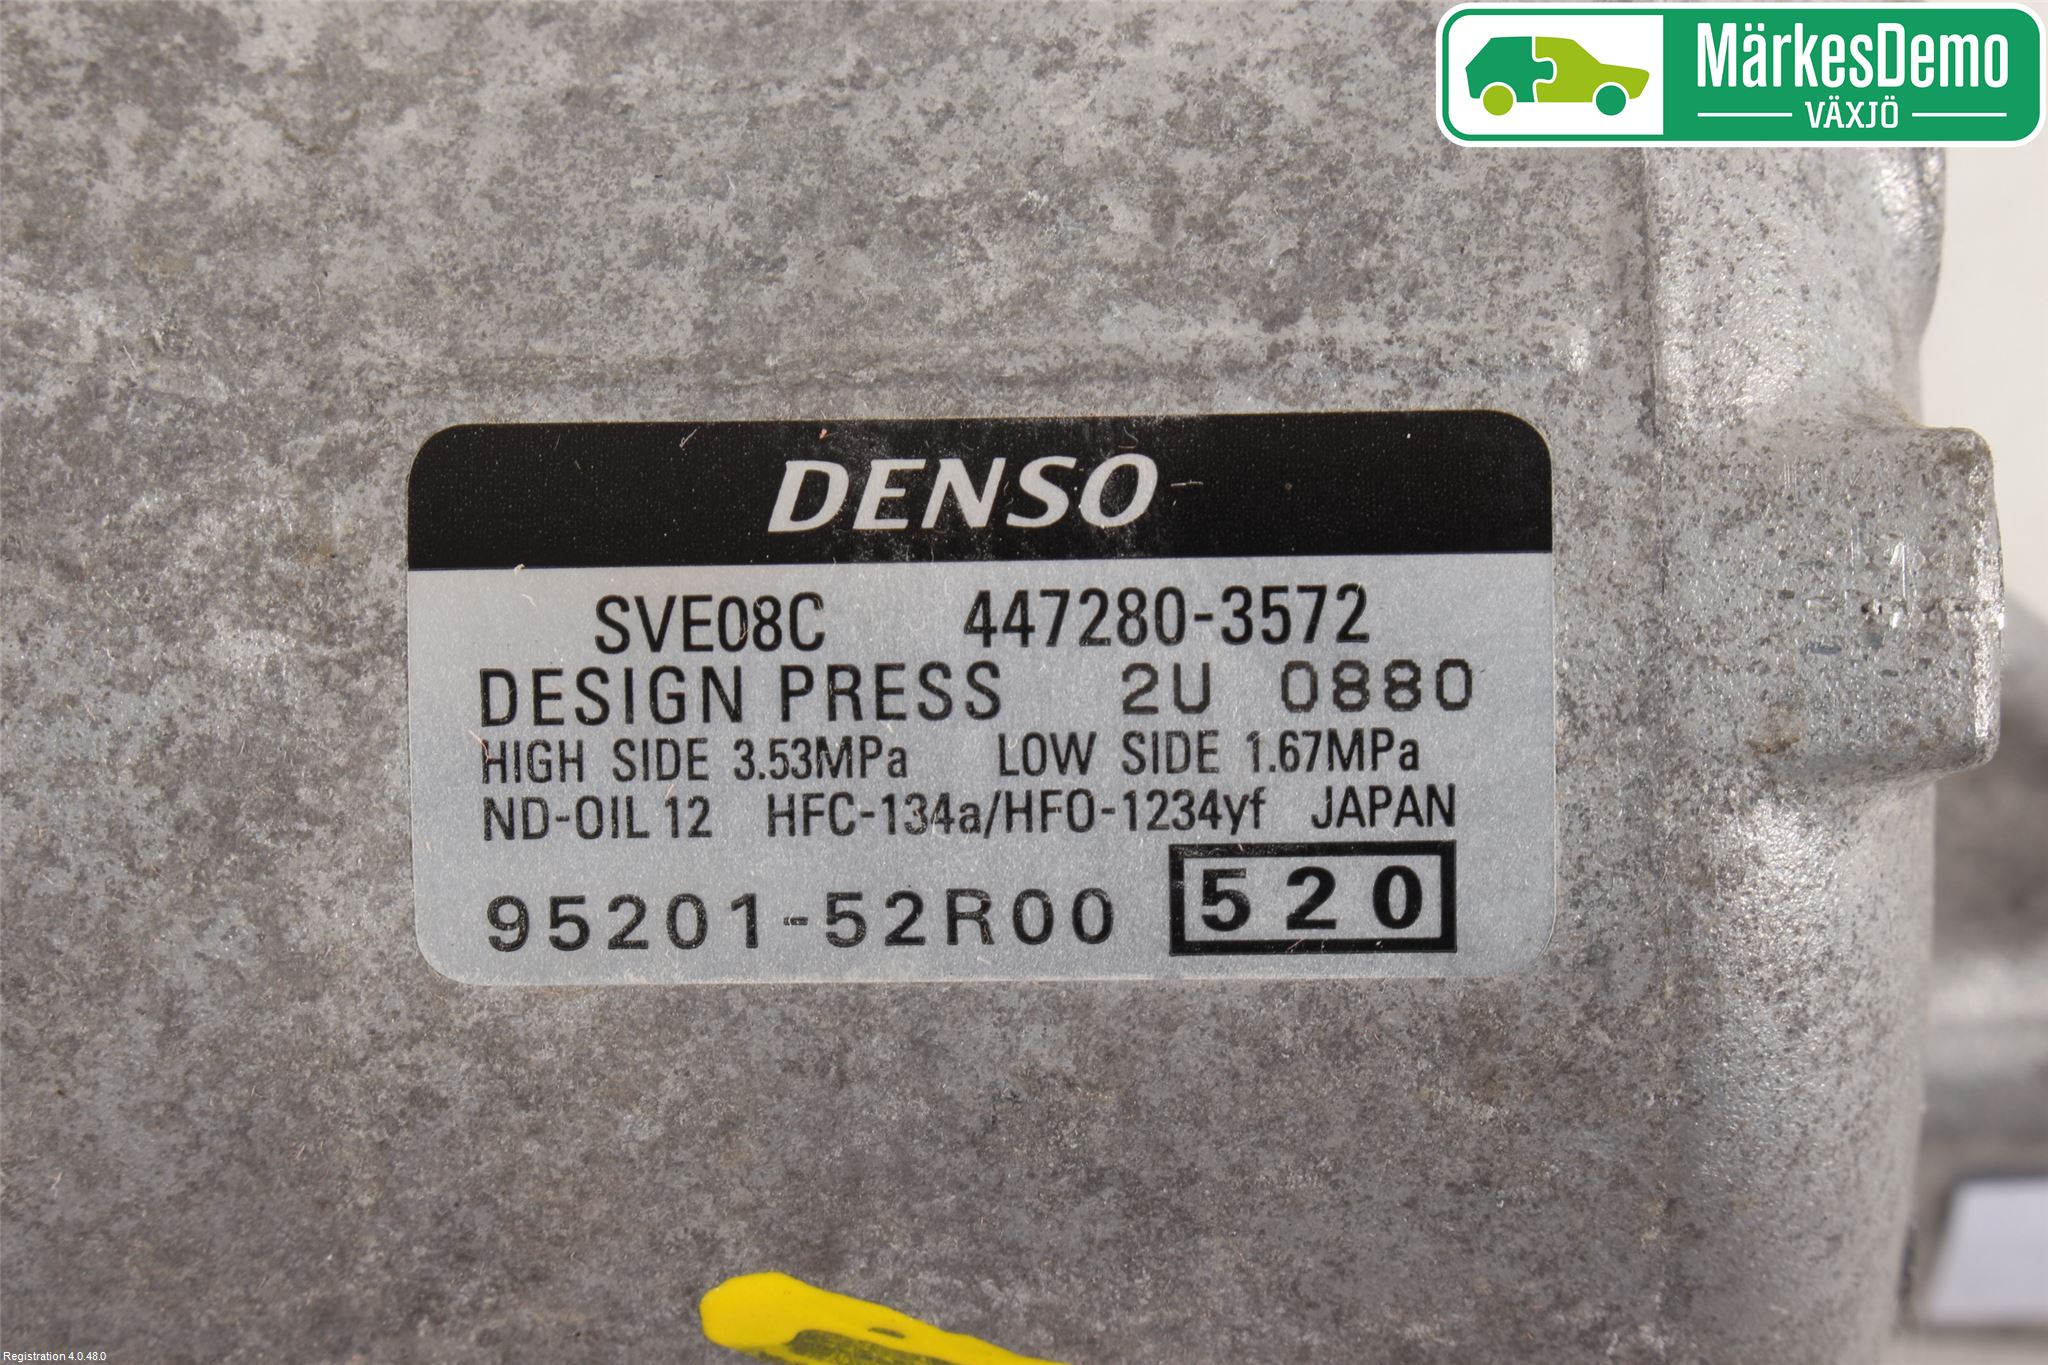 MärkesDemo
VÄXJÖ
DENSO
SVE08C 447280-3572
DESIGN PRESS 2U 0880
HIGH SIDE 3.53MPa LOW SIDE 1.67MPa
ND-OIL 12 HFC-134a/HFO-1234yf JAPAN
95201-52R00 520
Registration 4.0.48.0